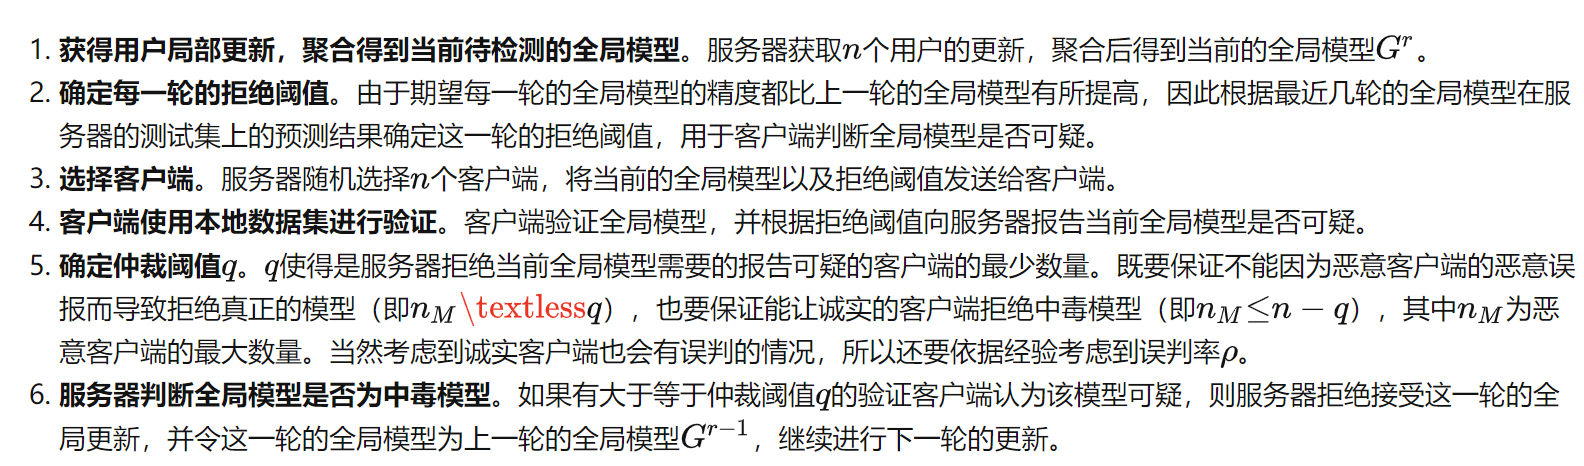 1. 获得用户局部更新，聚合得到当前待检测的全局模型。服务器获取n个用户的更新，聚合后得到当前的全局模型G^r。
2. 确定每一轮的拒绝阈值。由于期望每一轮的全局模型的精度都比上一轮的全局模型有所提高，因此根据最近几轮的全局模型在服
务器的测试集上的预测结果确定这一轮的拒绝阈值，用于客户端判断全局模型是否可疑。
3. 选择客户端。服务器随机选择n个客户端，将当前的全局模型以及拒绝阈值发送给客户端。
4. 客户端使用本地数据集进行验证。客户端验证全局模型，并根据拒绝阈值向服务器报告当前全局模型是否可疑。
5. 确定仲裁阈值q。q使得是服务器拒绝当前全局模型需要的报告可疑的客户端的最少数量。既要保证不能因为恶意客户端的恶意误
报而导致拒绝真正的模型（即n_M\textlessq），也要保证能让诚实的客户端拒绝中毒模型（即n_M≤n − q），其中n_M为恶
意客户端的最大数量。当然考虑到诚实客户端也会有误判的情况，所以还要依据经验考虑到误判率ρ。
6. 服务器判断全局模型是否为中毒模型。如果有大于等于仲裁阈值q的验证客户端认为该模型可疑，则服务器拒绝接受这一轮的全
局更新，并令这一轮的全局模型为上一轮的全局模型G^{r−1}，继续进行下一轮的更新。